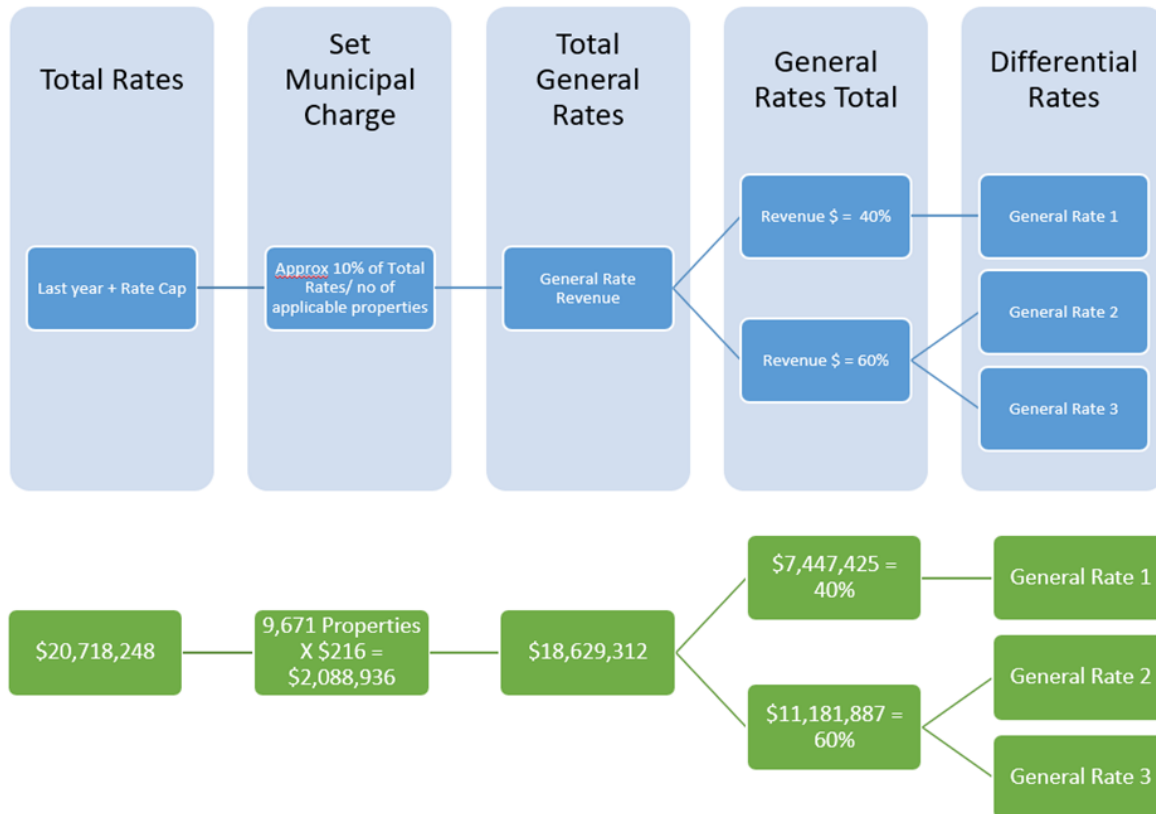 Total Rates
Set
Municipal
Charge
Total
General
Rates
General
Rates Total
Differential
Rates
Last year + Rate Cap
Approx 10% of Total
Rates/ no of
applicable properties
General Rate
Revenue
Revenue $ =  40%
Revenue $ = 60%
General Rate 1
General Rate 2
General Rate 3
$20,718,248
9,671 Properties
X $216 =
$2,088,936
$18,629,312
$7,447,425 =
40%
$11,181,887 =
60%
General Rate 1
General Rate 2
General Rate 3